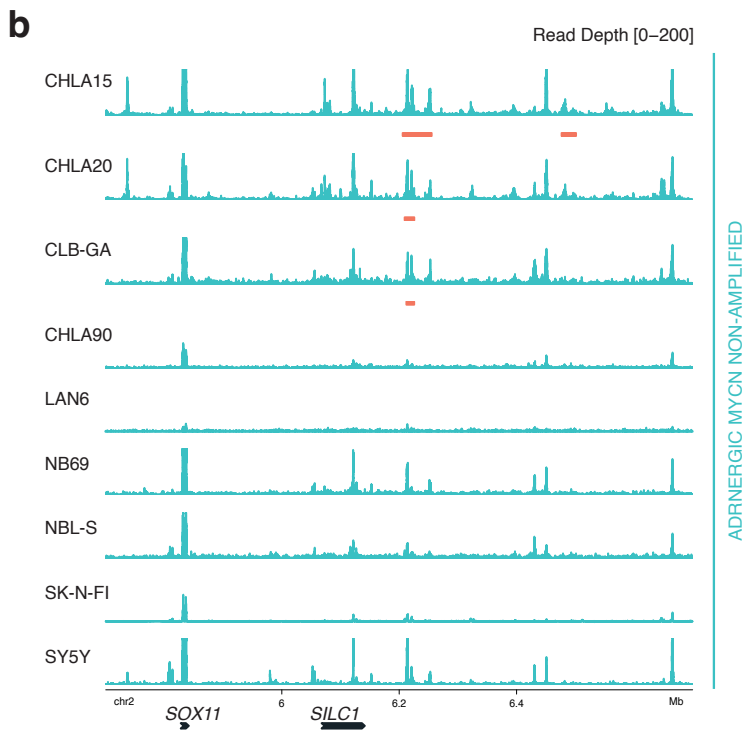 b
Read Depth [0–200]
CHLA15
CHLA20
CLB-GA
CHLA90
LAN6
NB69
NBL-S
SK-N-FI
SY5Y
ADRNERGIC MYCN NON-AMPLIFIED
chr2 6 6.2 6.4 Mb
SOX11 SILC1